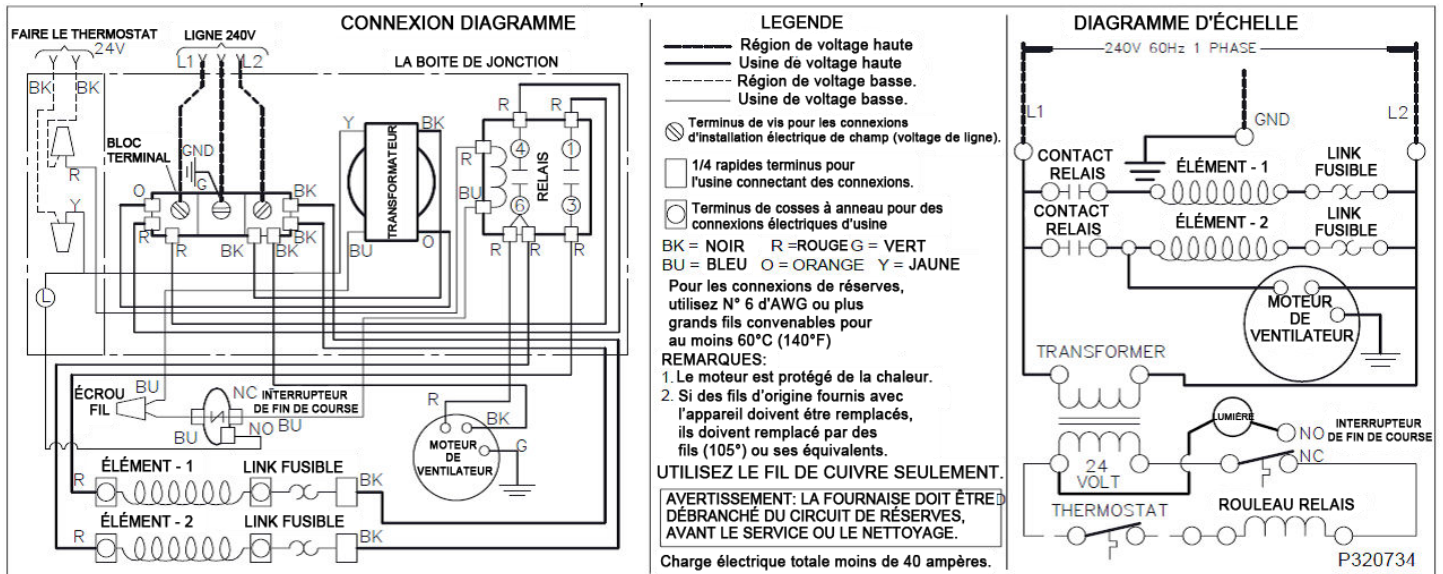 CONNEXION DIAGRAMME
FAIRE LE THERMOSTAT
24V
LIGNE 240V
L1 Y Y L2
Y Y
LA BOITE DE JONCTION
BK BK
R
Y
L
BLOC
TERMINAL
GND
G
O
R
R
BK
BK
BK
BK
Y
BK
TRANSFORMATEUR
BU
O
R
R
R
BU
4
1
6
3
RELAIS
R
R
R
ÉCROU
FIL
BU
BU
NC
INTERRUPTEUR
DE FIN DE COURSE
NO
BU
R
BK
G
MOTEUR
DE
VENTILATEUR
R
ÉLÉMENT - 1
LINK FUSIBLE
BK
R
ÉLÉMENT - 2
LINK FUSIBLE
BK
LEGENDE
Région de voltage haute
Usine de voltage haute
Région de voltage basse.
Usine de voltage basse.
Terminus de vis pour les connexions
d'installation électrique de champ (voltage de ligne).
1/4 rapides terminus pour
l'usine connectant des connexions.
Terminus de cosses à anneau pour des
connexions électriques d'usine
BK = NOIR R =ROUGE G = VERT
BU = BLEU O = ORANGE Y = JAUNE
Pour les connexions de réserves,
utilisez N° 6 d'AWG ou plus
grands fils convenables pour
au moins 60°C (140°F)
REMARQUES:
1. Le moteur est protégé de la chaleur.
2. Si des fils d'origine fournis avec
l'appareil doivent étre remplacés,
ils doivent remplacé par des
fils (105°) ou ses équivalents.
UTILISEZ LE FIL DE CUIVRE SEULEMENT.
AVERTISSEMENT: LA FOURNAISE DOIT ÊTRE
DÉBRANCHÉ DU CIRCUIT DE RÉSERVES,
AVANT LE SERVICE OU LE NETTOYAGE.
Charge électrique totale moins de 40 ampères.
DIAGRAMME D'ÉCHELLE
240V 60Hz 1 PHASE
L1
L2
GND
CONTACT
RELAIS
ÉLÉMENT - 1
LINK
FUSIBLE
CONTACT
RELAIS
ÉLÉMENT - 2
LINK
FUSIBLE
MOTEUR
DE
VENTILATEUR
TRANSFORMER
LUMIÈRE
NO
INTERRUPTEUR
DE FIN DE COURSE
NC
24
VOLT
THERMOSTAT
ROULEAU RELAIS
P320734